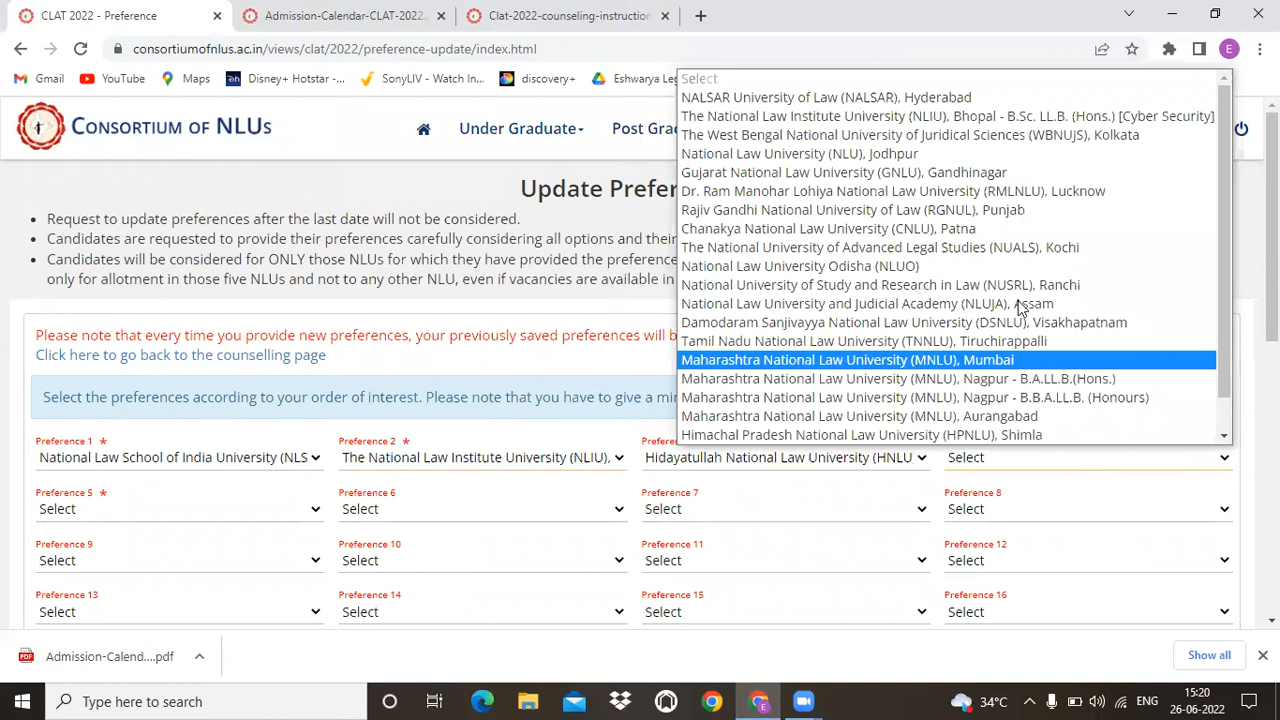 CLAT 2022 - Preference
Admission-Calendar-CLAT-2022
Clat-2022-counseling-instruction
consortiumofnlus.ac.in/views/clat/2022/preference-update/index.html
E
Gmail
YouTube
Maps
Disney+ Hotstar -...
SonyLIV - Watch In...
discovery+
Eshwarya Leg
CONSORTIUM OF NLUs
Under Graduate
Post Gra
Update Prefer
Request to update preferences after the last date will not be considered.
Candidates are requested to provide their preferences carefully considering all options and their
Candidates will be considered for ONLY those NLUs for which they have provided the preference
only for allotment in those five NLUs and not to any other NLU, even if vacancies are available in
Select
NALSAR University of Law (NALSAR), Hyderabad
The National Law Institute University (NLIU), Bhopal - B.Sc. LL.B. (Hons.) [Cyber Security]
The West Bengal National University of Juridical Sciences (WBNUJS), Kolkata
National Law University (NLU), Jodhpur
Gujarat National Law University (GNLU), Gandhinagar
Dr. Ram Manohar Lohiya National Law University (RMLNLU), Lucknow
Rajiv Gandhi National University of Law (RGNUL), Punjab
Chanakya National Law University (CNLU), Patna
The National University of Advanced Legal Studies (NUALS), Kochi
National Law University Odisha (NLUO)
National University of Study and Research in Law (NUSRL), Ranchi
National Law University and Judicial Academy (NLUJA), Assam
Damodaram Sanjivayya National Law University (DSNLU), Visakhapatnam
Tamil Nadu National Law University (TNNLU), Tiruchirappalli
Maharashtra National Law University (MNLU), Mumbai
Maharashtra National Law University (MNLU), Nagpur - B.A.LL.B.(Hons.)
Maharashtra National Law University (MNLU), Nagpur - B.B.A.LL.B. (Honours)
Maharashtra National Law University (MNLU), Aurangabad
Himachal Pradesh National Law University (HPNLU), Shimla
Please note that every time you provide new preferences, your previously saved preferences will b
Click here to go back to the counselling page
Select the preferences according to your order of interest. Please note that you have to give a mi
Preference 1 *
Preference 2 *
National Law School of India University (NLS
The National Law Institute University (NLIU),
Hidayatullah National Law University (HNLU
Select
Preference 5 *
Preference 6
Preference 7
Preference 8
Select
Select
Select
Select
Preference 9
Preference 10
Preference 11
Preference 12
Select
Select
Select
Select
Preference 13
Preference 14
Preference 15
Preference 16
Select
Select
Select
Select
PDF
Admission-Calend....pdf
Show all
Type here to search
34°C
ENG
15:20
26-06-2022